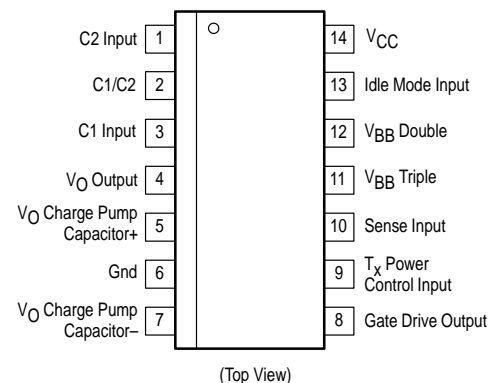 C2 Input 1
C1/C2 2
C1 Input 3
VO Output 4
VO Charge Pump
Capacitor+ 5
Gnd 6
VO Charge Pump
Capacitor– 7
14 VCC
13 Idle Mode Input
12 VBB Double
11 VBB Triple
10 Sense Input
9 Tx Power
Control Input
8 Gate Drive Output
(Top View)